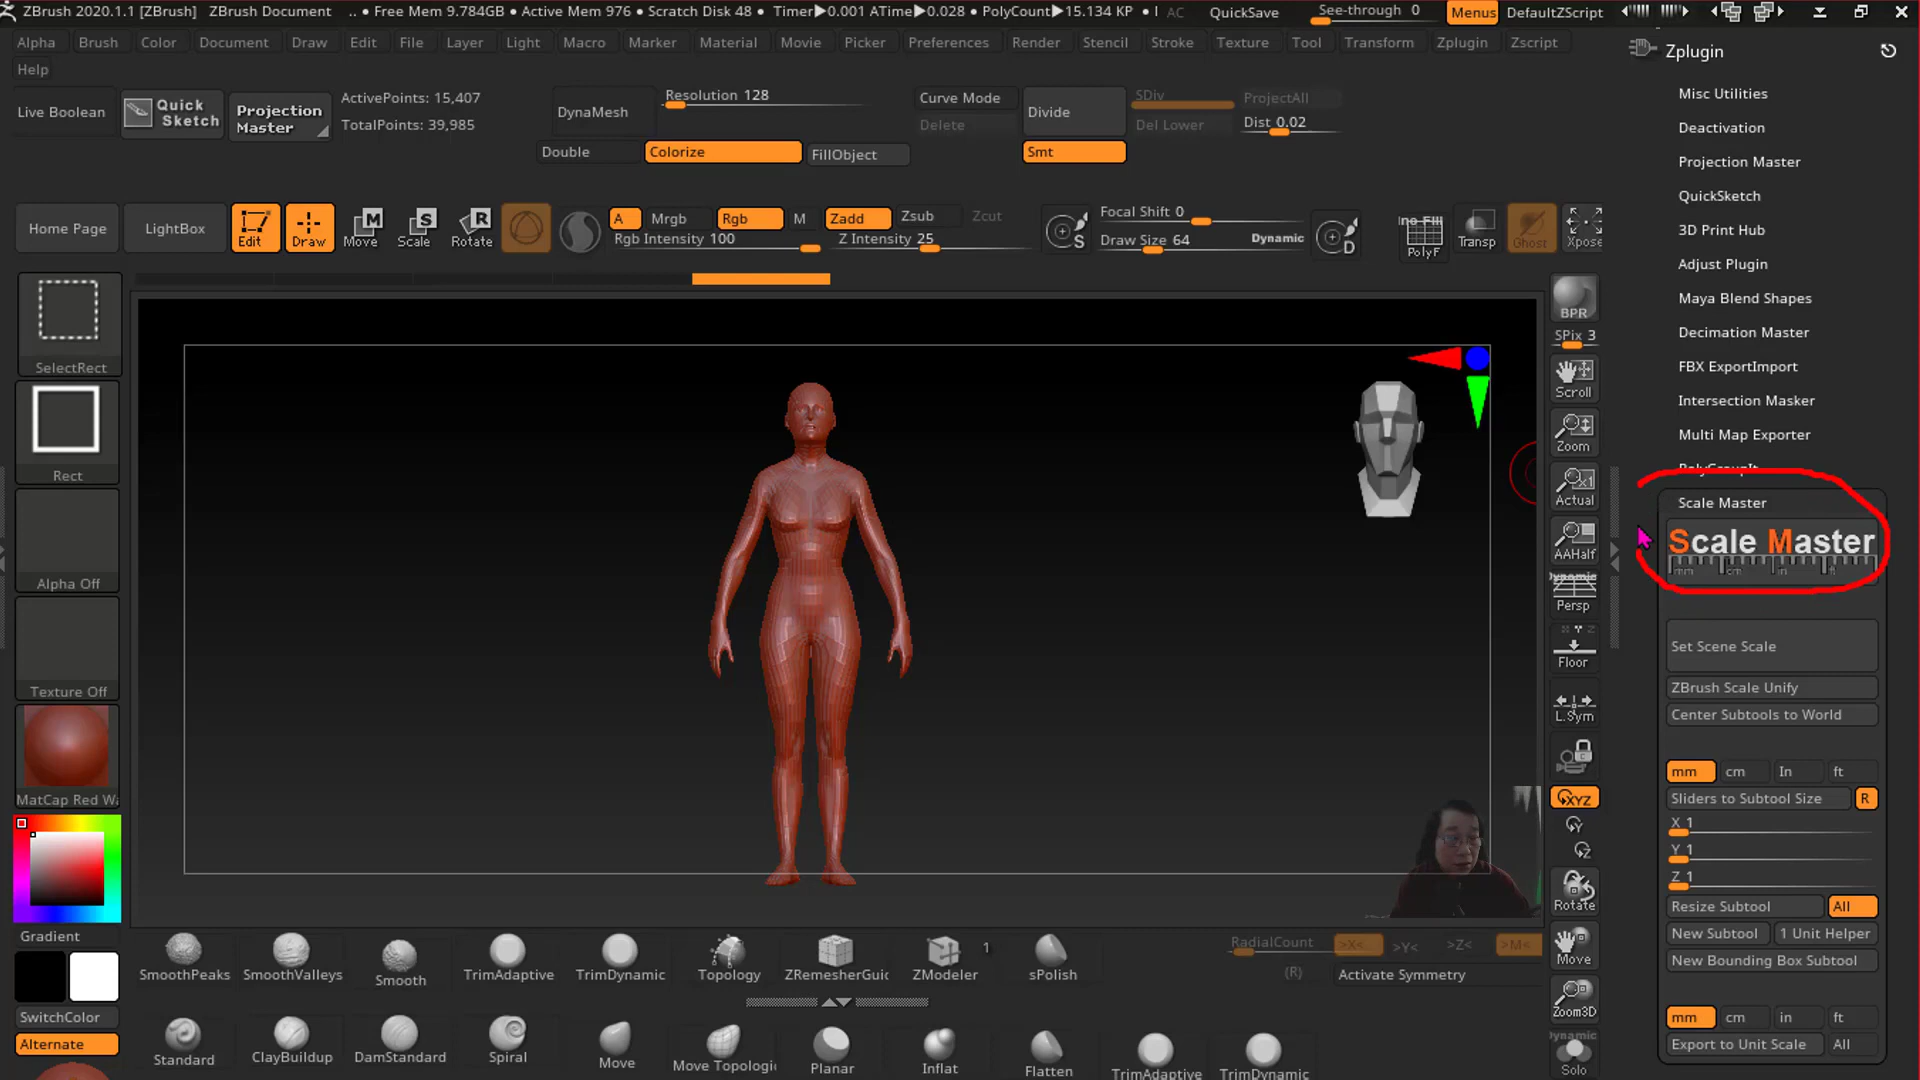 ZBrush 2020.1.1 [ZBrush] ZBrush Document .. • Free Mem 9.784GB • Active Mem 976 • Scratch Disk 48 • Timer▶0.001 ATime▶0.028 • PolyCount▶15.134 KP • AC QuickSave See-through 0 Menus DefaultZScript
Alpha Brush Color Document Draw Edit File Layer Light Macro Marker Material Movie Picker Preferences Render Stencil Stroke Texture Tool Transform Zplugin Zscript
Help
Live Boolean
Quick Sketch
Projection Master
ActivePoints: 15,407
TotalPoints: 39,985
DynaMesh
Resolution 128
Double
Colorize
FillObject
Curve Mode
Delete
Divide
Smt
SDiv
Del Lower
ProjectAll
Dist 0.02
Home Page
LightBox
Edit
Draw
Move
Scale
Rotate
M
S
R
A Mrgb Rgb M Zadd Zsub Zcut
Rgb Intensity 100
Z Intensity 25
S
Focal Shift 0
Draw Size 64
Dynamic
D
PolyF
Transp
Ghost
Xpose
SelectRect
Rect
Alpha Off
Texture Off
MatCap Red Wa
Gradient
SwitchColor
Alternate
BPR
SPix 3
Scroll
Zoom
Actual
AAHalf
Dynamic
Persp
Floor
L.Sym
XYZ
Y
Z
Rotate
Move
Zoom3D
Dynamic
Solo
SmoothPeaks SmoothValleys Smooth TrimAdaptive TrimDynamic Topology ZRemesherGuid ZModeler 1 sPolish
RadialCount >X< >Y< >Z< >M<
(R)
Activate Symmetry
Standard ClayBuildup DamStandard Spiral Move Move Topologic Planar Inflat Flatten TrimAdaptive TrimDynamic
Zplugin
Misc Utilities
Deactivation
Projection Master
QuickSketch
3D Print Hub
Adjust Plugin
Maya Blend Shapes
Decimation Master
FBX ExportImport
Intersection Masker
Multi Map Exporter
PolyGroupIt
Scale Master
Scale Master
mm cm in ft
Set Scene Scale
ZBrush Scale Unify
Center Subtools to World
mm cm In ft
Sliders to Subtool Size R
X 1
Y 1
Z 1
Resize Subtool All
New Subtool 1 Unit Helper
New Bounding Box Subtool
mm cm in ft
Export to Unit Scale All